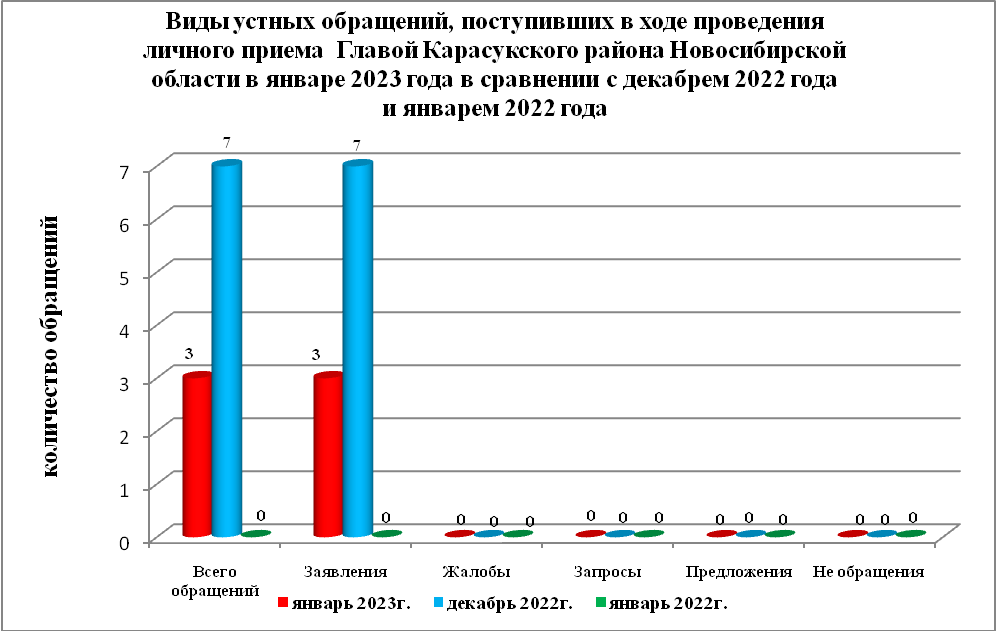 Виды устных обращений, поступивших в ходе проведения
личного приема Главой Карасукского района Новосибирской
области в январе 2023 года в сравнении с декабрем 2022 года
и январем 2022 года
количество обращений
7
6
5
4
3
2
1
0
3 7 0
3 7 0
0 0 0
0 0 0
0 0 0
0 0 0
Всего
обращений
Заявления
Жалобы
Запросы
Предложения
Не обращения
январь 2023г.
декабрь 2022г.
январь 2022г.